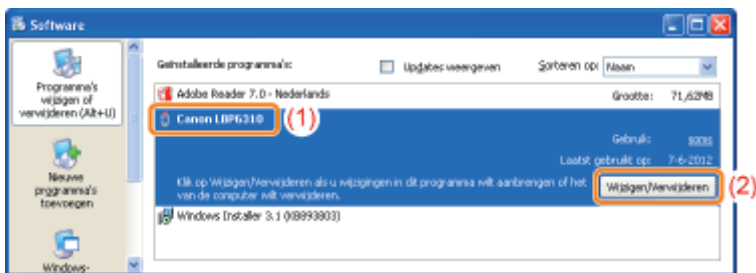 Software
Geïnstalleerde programma's:
Updates weergeven
Sorteren op:
Naam
Programma's
wijzigen of
verwijderen (Alt+U)
Nieuwe
programma's
toevoegen
Windows-
Adobe Reader 7.0 - Nederlands
Grootte:
71,62MB
Canon LBP6310
(1)
Gebruik:
soms
Laatst gebruikt op:
7-6-2012
Klik op Wijzigen/Verwijderen als u wijzigingen in dit programma wilt aanbrengen of het
van de computer wilt verwijderen.
Wijzigen/Verwijderen
(2)
Windows Installer 3.1 (KB893803)